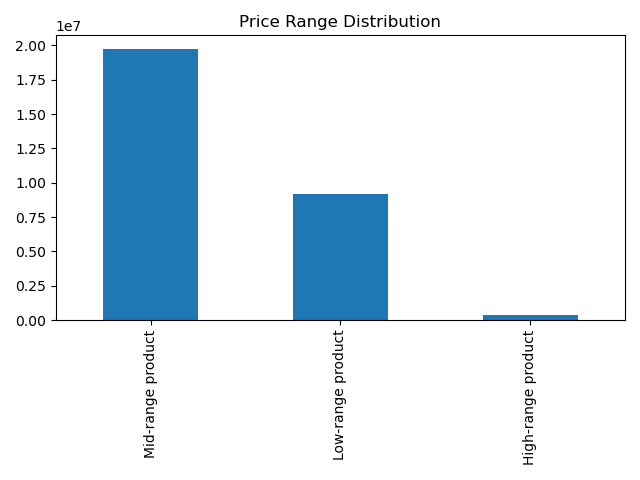 Price Range Distribution
1e7
2.00
1.75
1.50
1.25
1.00
0.75
0.50
0.25
0.00
Mid-range product
Low-range product
High-range product